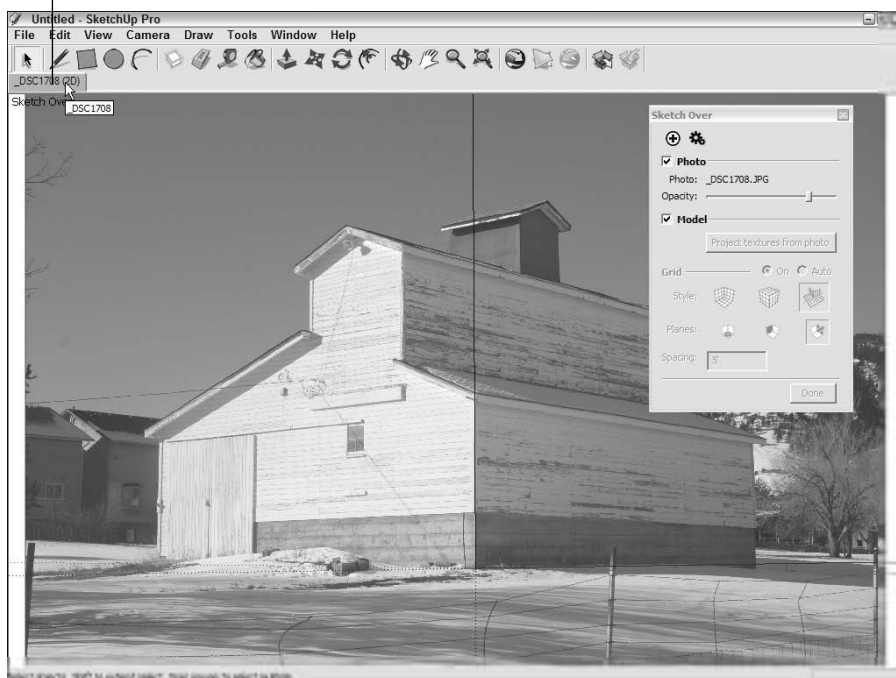 Untitled - SketchUp Pro
File Edit View Camera Draw Tools Window Help
_DSC1708 (2D)
Sketch Ove
_DSC1708
Sketch Over
Photo
Photo: _DSC1708.JPG
Opacity:
Model
Project textures from photo
Grid On Auto
Style:
Planes:
Spacing: 5'
Done